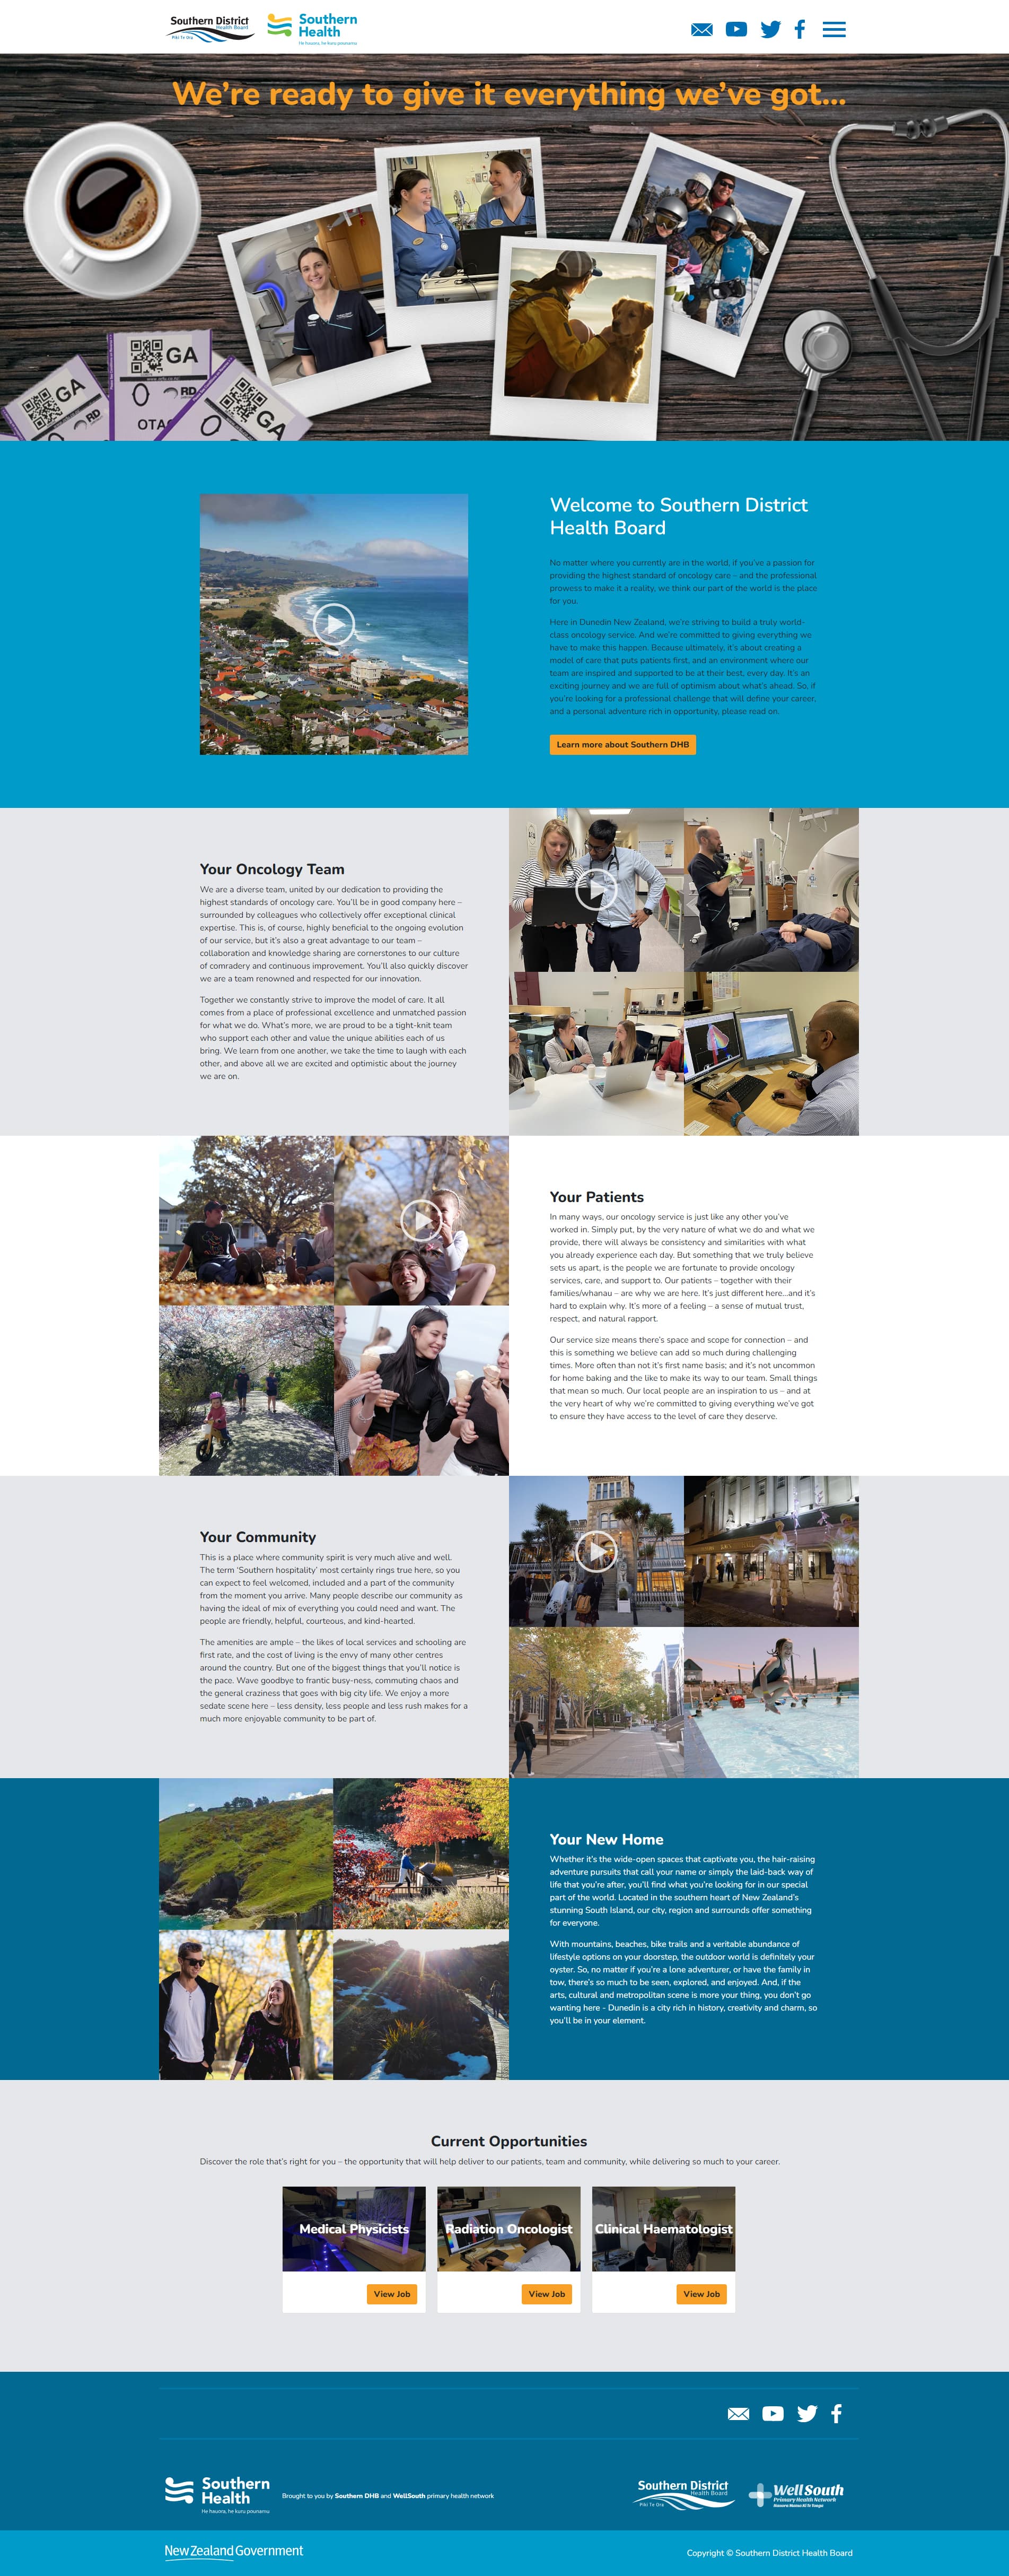 Southern District
Health Board
Piki Te Ora
Southern
Health
He hauora, he kuru pounamu
We’re ready to give it everything we’ve got...
GA
GA
GA
RD
RD
RD
OTAG
Welcome to Southern District
Health Board
No matter where you currently are in the world, if you’ve a passion for
providing the highest standard of oncology care – and the professional
prowess to make it a reality, we think our part of the world is the place
for you.
Here in Dunedin New Zealand, we’re striving to build a truly world-
class oncology service. And we’re committed to giving everything we
have to make this happen. Because ultimately, it’s about creating a
model of care that puts patients first, and an environment where our
team are inspired and supported to be at their best, every day. It’s an
exciting journey and we are full of optimism about what’s ahead. So, if
you’re looking for a professional challenge that will define your career,
and a personal adventure rich in opportunity, please read on.
Learn more about Southern DHB
Your Oncology Team
We are a diverse team, united by our dedication to providing the
highest standards of oncology care. You’ll be in good company here –
surrounded by colleagues who collectively offer exceptional clinical
expertise. This is, of course, highly beneficial to the ongoing evolution
of our service, but it’s also a great advantage to our team –
collaboration and knowledge sharing are cornerstones to our culture
of comradery and continuous improvement. You’ll also quickly discover
we are a team renowned and respected for our innovation.
Together we constantly strive to improve the model of care. It all
comes from a place of professional excellence and unmatched passion
for what we do. What’s more, we are proud to be a tight-knit team
who support each other and value the unique abilities each of us
bring. We learn from one another, we take the time to laugh with each
other, and above all we are excited and optimistic about the journey
we are on.
Your Patients
In many ways, our oncology service is just like any other you’ve
worked in. Simply put, by the very nature of what we do and what we
provide, there will always be consistency and similarities with what
you already experience each day. But something that we truly believe
sets us apart, is the people we are fortunate to provide oncology
services, care, and support to. Our patients – together with their
families/whanau – are why we are here. It’s just different here...and it’s
hard to explain why. It’s more of a feeling – a sense of mutual trust,
respect, and natural rapport.
Our service size means there’s space and scope for connection – and
this is something we believe can add so much during challenging
times. More often than not it’s first name basis; and it’s not uncommon
for home baking and the like to make its way to our team. Small things
that mean so much. Our local people are an inspiration to us – and at
the very heart of why we’re committed to giving everything we’ve got
to ensure they have access to the level of care they deserve.
Your Community
This is a place where community spirit is very much alive and well.
The term ‘Southern hospitality’ most certainly rings true here, so you
can expect to feel welcomed, included and a part of the community
from the moment you arrive. Many people describe our community as
having the ideal of mix of everything you could need and want. The
people are friendly, helpful, courteous, and kind-hearted.
The amenities are ample – the likes of local services and schooling are
first rate, and the cost of living is the envy of many other centres
around the country. But one of the biggest things that you’ll notice is
the pace. Wave goodbye to frantic busy-ness, commuting chaos and
the general craziness that goes with big city life. We enjoy a more
sedate scene here – less density, less people and less rush makes for a
much more enjoyable community to be part of.
Your New Home
Whether it’s the wide-open spaces that captivate you, the hair-raising
adventure pursuits that call your name or simply the laid-back way of
life that you’re after, you’ll find what you’re looking for in our special
part of the world. Located in the southern heart of New Zealand’s
stunning South Island, our city, region and surrounds offer something
for everyone.
With mountains, beaches, bike trails and a veritable abundance of
lifestyle options on your doorstep, the outdoor world is definitely your
oyster. So, no matter if you’re a lone adventurer, or have the family in
tow, there’s so much to be seen, explored, and enjoyed. And, if the
arts, cultural and metropolitan scene is more your thing, you don’t go
wanting here - Dunedin is a city rich in history, creativity and charm, so
you’ll be in your element.
Current Opportunities
Discover the role that’s right for you – the opportunity that will help deliver to our patients, team and community, while delivering so much to your career.
Medical Physicists
Radiation Oncologist
Clinical Haematologist
View Job
View Job
View Job
Southern
Health
He hauora, he kuru pounamu
Brought to you by Southern DHB and WellSouth primary health network
Southern District
Health Board
Piki Te Ora
WellSouth
Primary Health Network
Hauora Matua Ki Te Tonga
New Zealand Government
Copyright © Southern District Health Board